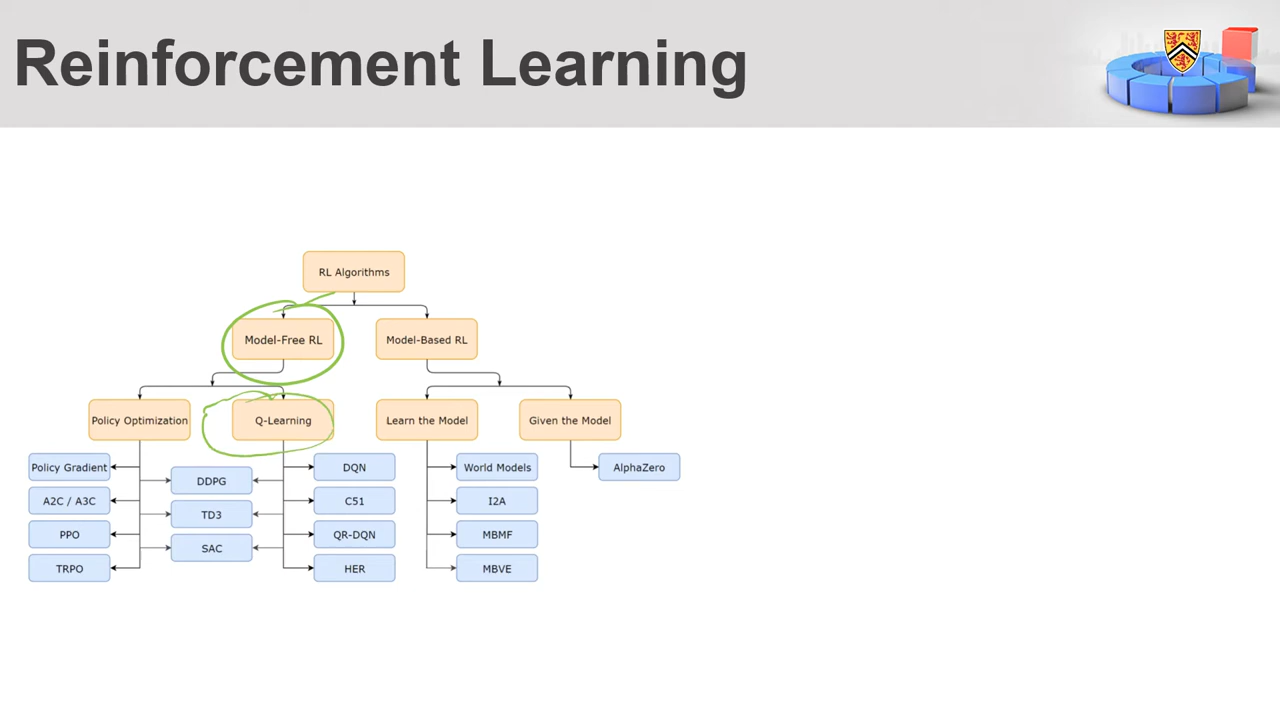 Reinforcement Learning
RL Algorithms
Model-Free RL
Model-Based RL
Policy Optimization
Q-Learning
Learn the Model
Given the Model
Policy Gradient
A2C / A3C
PPO
TRPO
DDPG
TD3
SAC
DQN
C51
QR-DQN
HER
World Models
I2A
MBMF
MBVE
AlphaZero